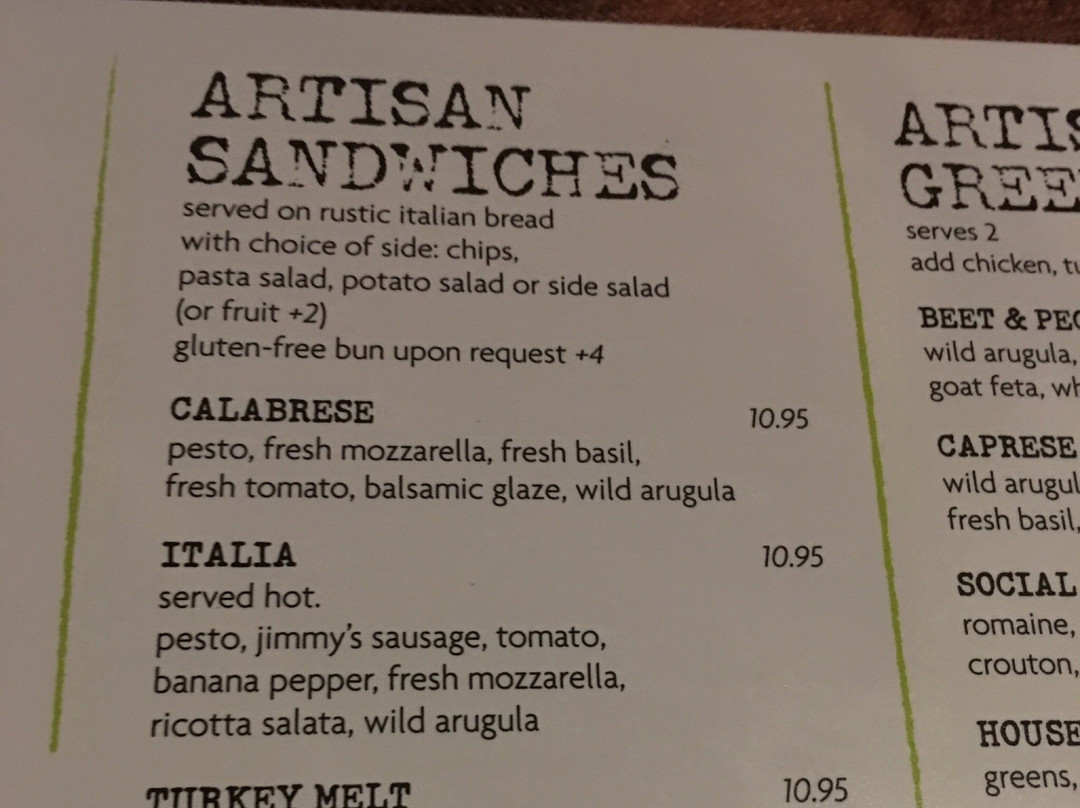 ARTISAN
SANDWICHES
served on rustic italian bread
with choice of side: chips,
pasta salad, potato salad or side salad
(or fruit +2)
gluten-free bun upon request +4
CALABRESE 10.95
pesto, fresh mozzarella, fresh basil,
fresh tomato, balsamic glaze, wild arugula
ITALIA 10.95
served hot.
pesto, jimmy's sausage, tomato,
banana pepper, fresh mozzarella,
ricotta salata, wild arugula
TURKEY MELT 10.95
serves 2
add chicken,
BEET &
wild arugula,
goat feta,
CAPRESE
wild
fresh basil,
SOCIAL
romaine,
crouton,
HOUSE
greens,